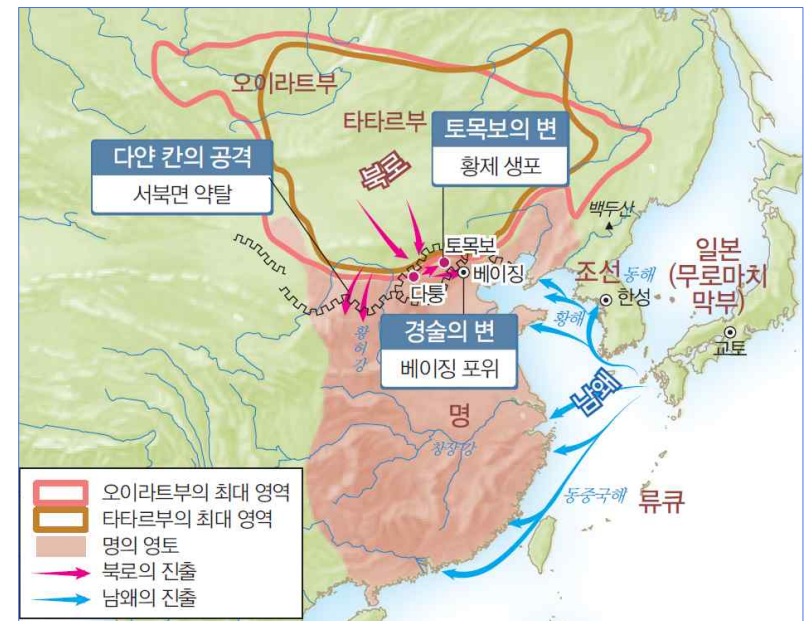 오이라트부
타타르부
토목보의 변
황제 생포
다얀 칸의 공격
서북면 약탈
북로
백두산
토목보
베이징
다퉁
조선
동해
한성
일본
(무로마치
막부)
교토
황해
황허강
경술의 변
베이징 포위
남왜
명
창장강
동중국해
류큐
오이라트부의 최대 영역
타타르부의 최대 영역
명의 영토
북로의 진출
남왜의 진출